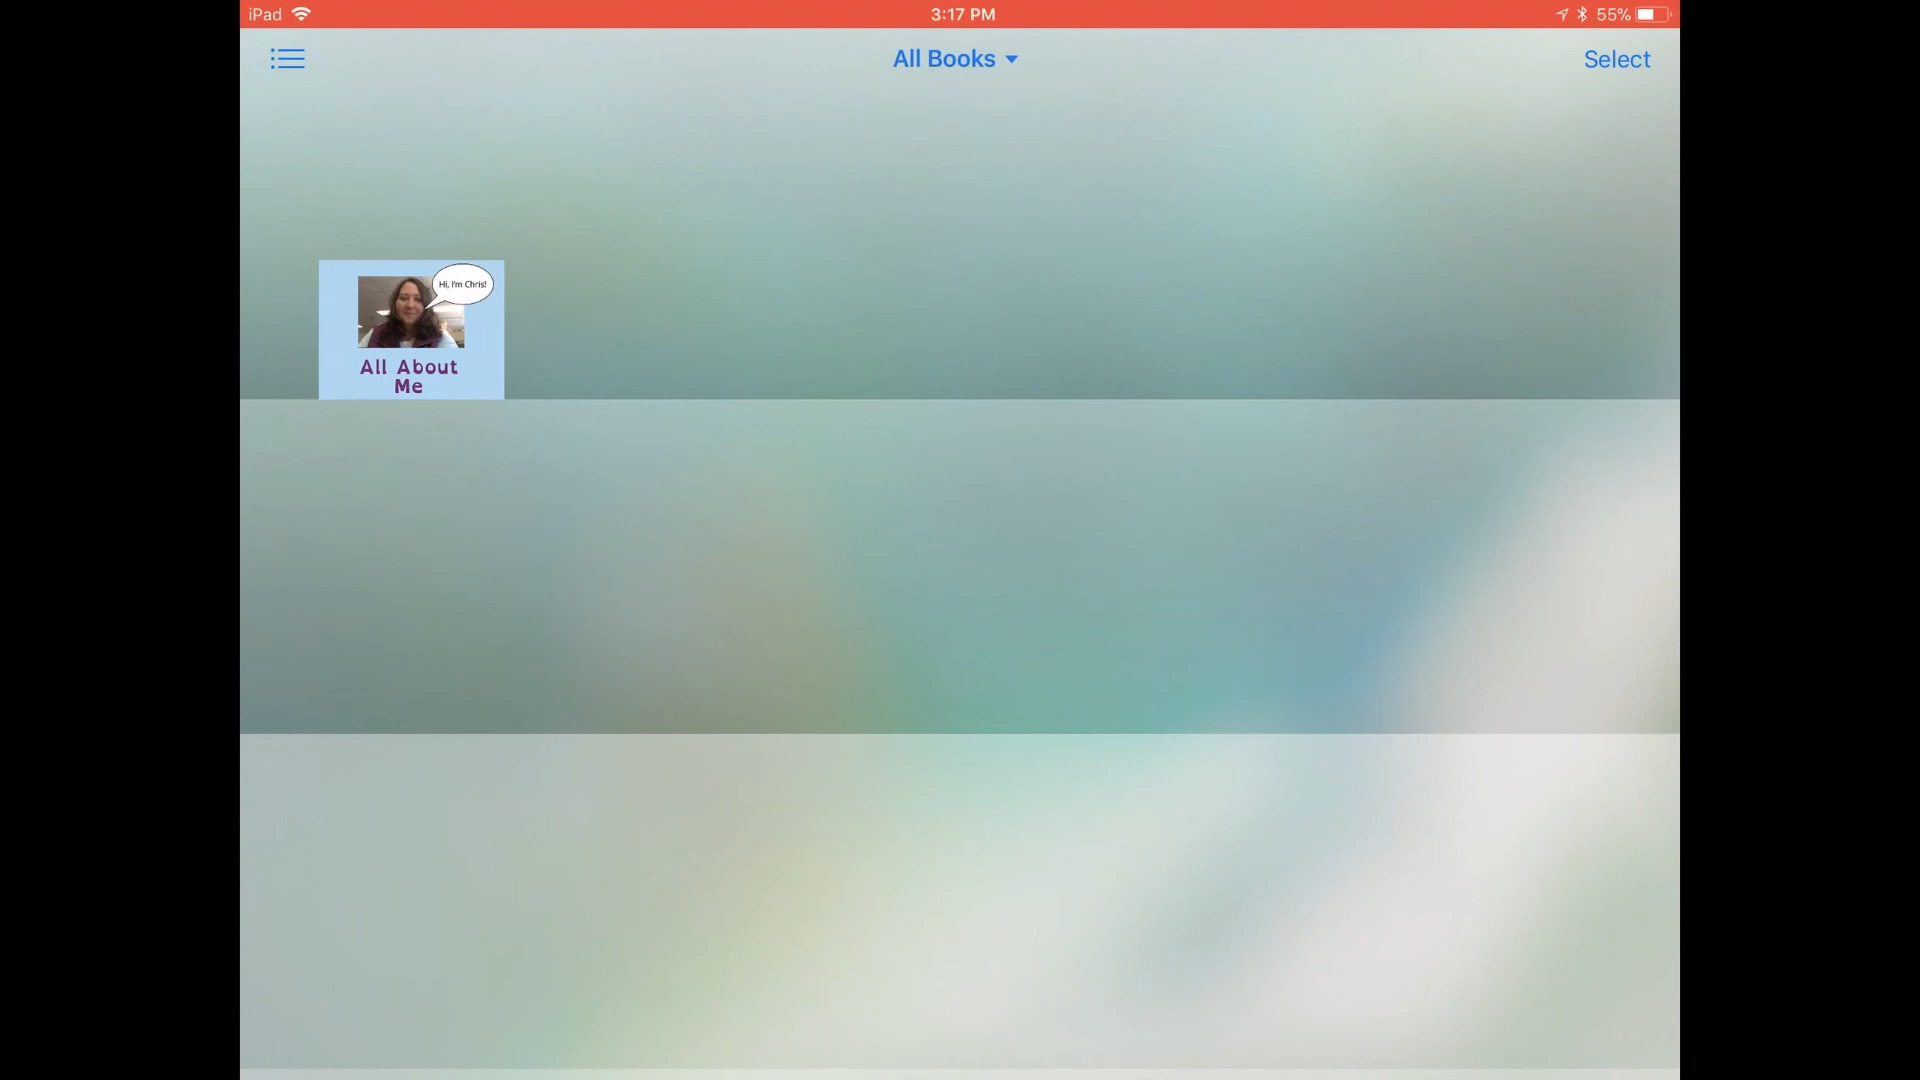 iPad 3:17 PM 55%
All Books Select
Hi, I'm Chris!
All About
Me